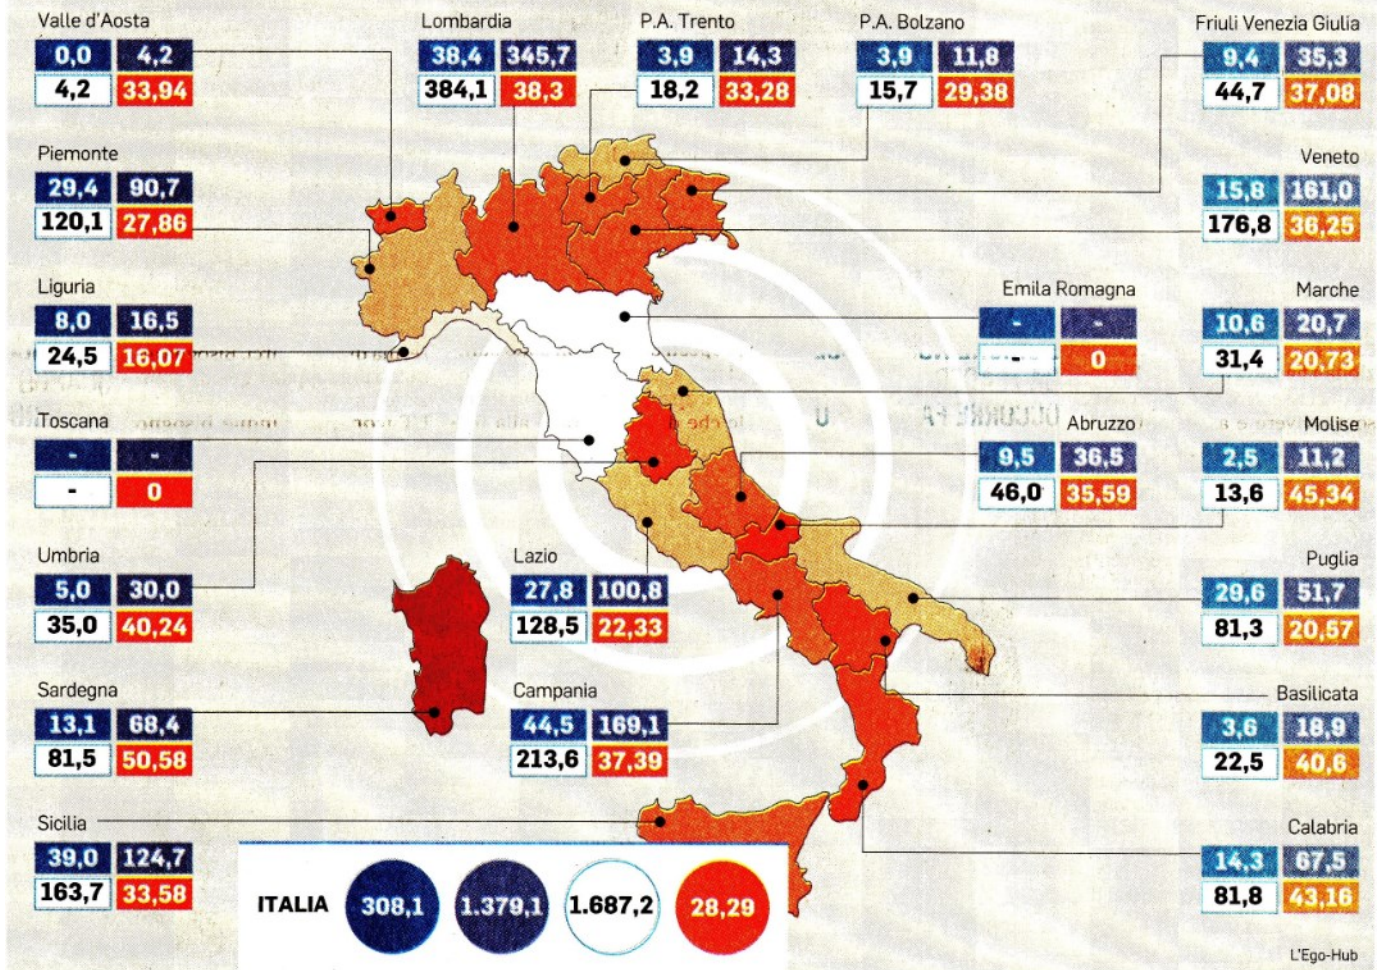 Valle d'Aosta
0,0 4,2
4,2 33,94
Lombardia
38,4 345,7
384,1 38,3
P.A. Trento
3,9 14,3
18,2 33,28
P.A. Bolzano
3,9 11,8
15,7 29,38
Friuli Venezia Giulia
9,4 35,3
44,7 37,08
Piemonte
29,4 90,7
120,1 27,86
Veneto
15,8 161,0
176,8 36,25
Liguria
8,0 16,5
24,5 16,07
Emila Romagna
- -
- 0
Marche
10,6 20,7
31,4 20,73
Toscana
- -
- 0
Abruzzo
9,5 36,5
46,0 35,59
Molise
2,5 11,2
13,6 45,34
Umbria
5,0 30,0
35,0 40,24
Lazio
27,8 100,8
128,5 22,33
Puglia
29,6 51,7
81,3 20,57
Sardegna
13,1 68,4
81,5 50,58
Campania
44,5 169,1
213,6 37,39
Basilicata
3,6 18,9
22,5 40,6
Sicilia
39,0 124,7
163,7 33,58
Calabria
14,3 67,5
81,8 43,16
ITALIA 308,1 1.379,1 1.687,2 28,29
L'Ego-Hub